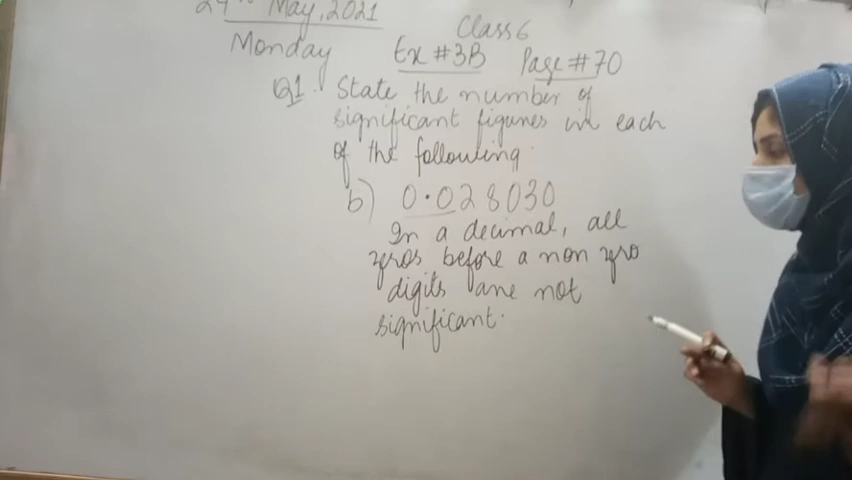 May, 2021
Class 6
Monday
Ex #3B Page #70
Q1. State the number of
significant figures in each
of the following
b) 0.028030
In a decimal, all
zeros before a non zero
digits are not
significant.